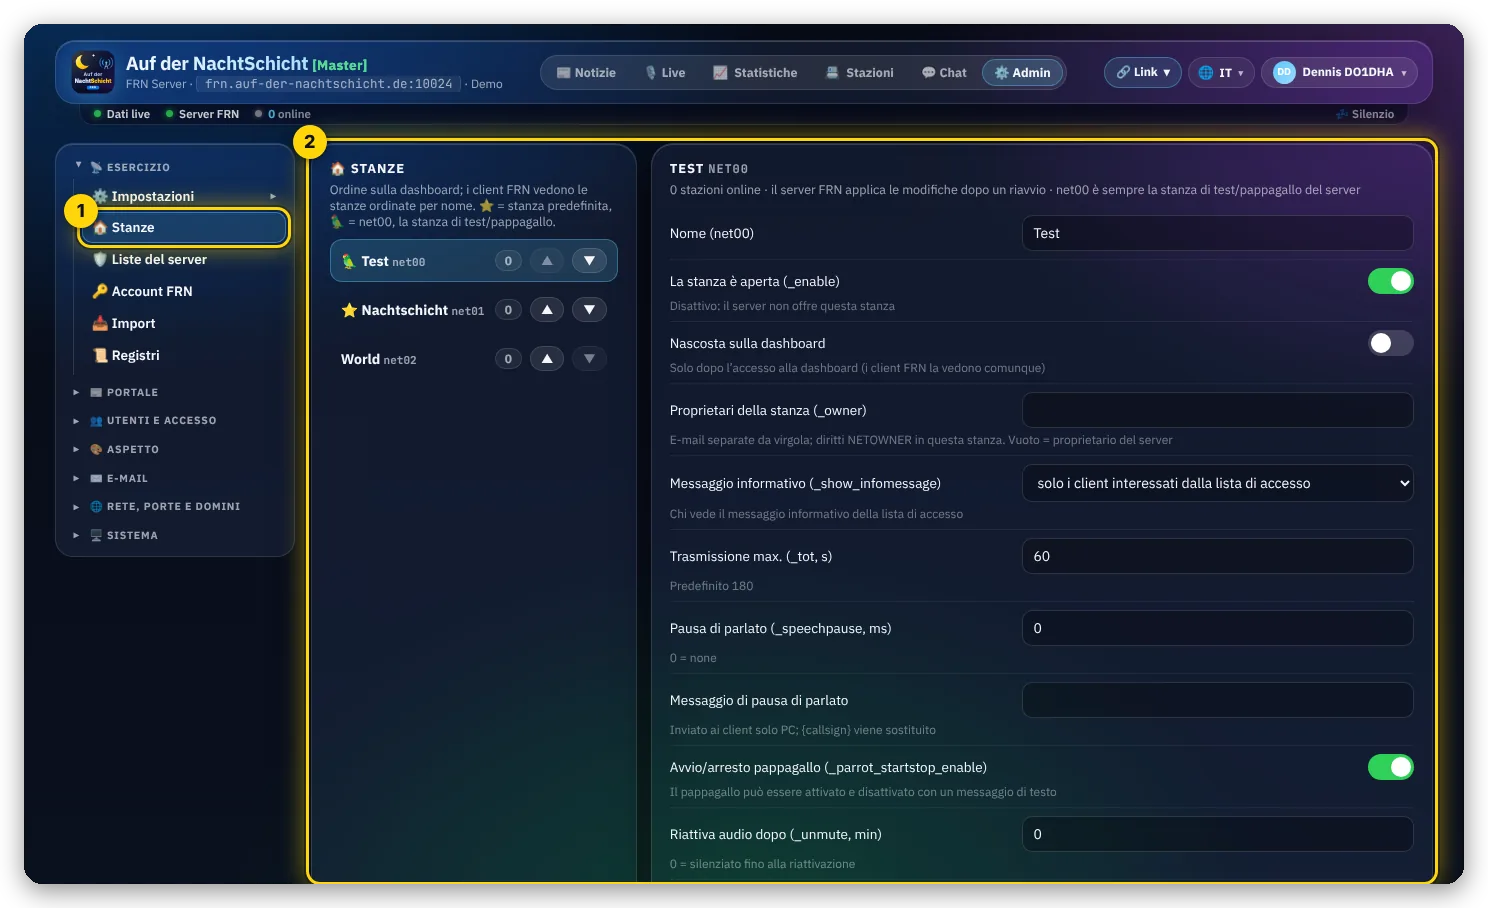 Auf der NachtSchicht [Master]
FRN Server · frn.auf-der-nachtschicht.de:10024 · Demo
Notizie
Live
Statistiche
Stazioni
Chat
Admin
Link ▾
IT ▾
DD Dennis DO1DHA ▾
Dati live
Server FRN
0 online
Silenzio
ESERCIZIO
Impostazioni
1
Stanze
Liste del server
Account FRN
Import
Registri
PORTALE
UTENTI E ACCESSO
ASPETTO
E-MAIL
RETE, PORTE E DOMINI
SISTEMA
2
STANZE
Ordine sulla dashboard; i client FRN vedono le
stanze ordinate per nome. ⭐ = stanza predefinita,
🦜 = net00, la stanza di test/pappagallo.
Test net00 0 ▲ ▼
Nachtschicht net01 0 ▲ ▼
World net02 0 ▲ ▼
TEST NET00
0 stazioni online · il server FRN applica le modifiche dopo un riavvio · net00 è sempre la stanza di test/pappagallo del server
Nome (net00) Test
La stanza è aperta (_enable)
Disattivo: il server non offre questa stanza
Nascosta sulla dashboard
Solo dopo l'accesso alla dashboard (i client FRN la vedono comunque)
Proprietari della stanza (_owner)
E-mail separate da virgola; diritti NETOWNER in questa stanza. Vuoto = proprietario del server
Messaggio informativo (_show_infomessage) solo i client interessati dalla lista di accesso
Chi vede il messaggio informativo della lista di accesso
Trasmissione max. (_tot, s) 60
Predefinito 180
Pausa di parlato (_speechpause, ms) 0
0 = none
Messaggio di pausa di parlato
Inviato ai client solo PC; {callsign} viene sostituito
Avvio/arresto pappagallo (_parrot_startstop_enable)
Il pappagallo può essere attivato e disattivato con un messaggio di testo
Riattiva audio dopo (_unmute, min) 0
0 = silenziato fino alla riattivazione